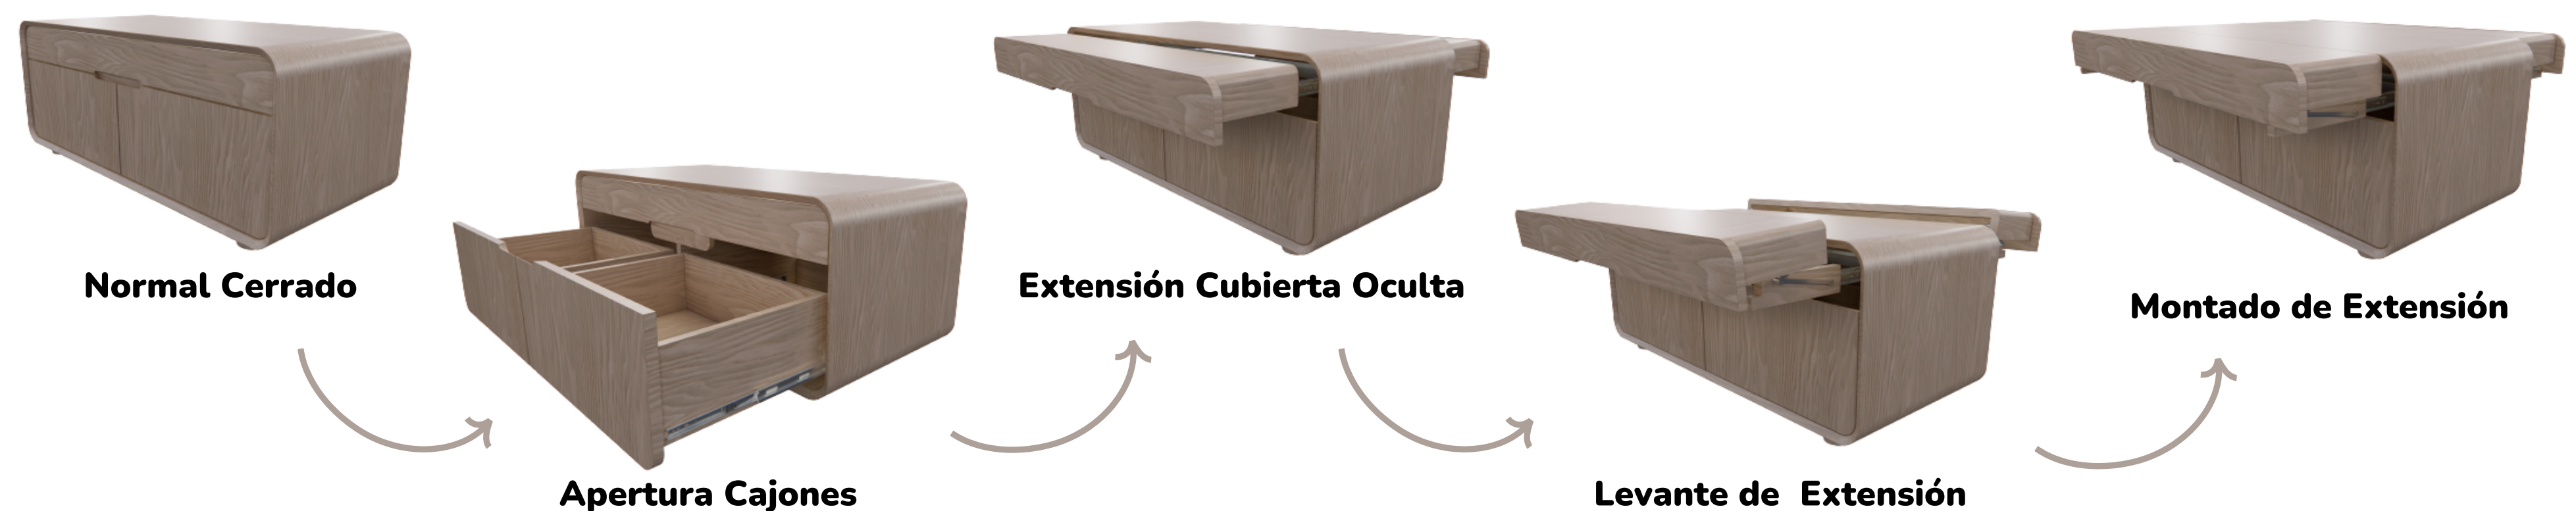 Normal Cerrado
Apertura Cajones
Extensión Cubierta Oculta
Levante de Extensión
Montado de Extensión